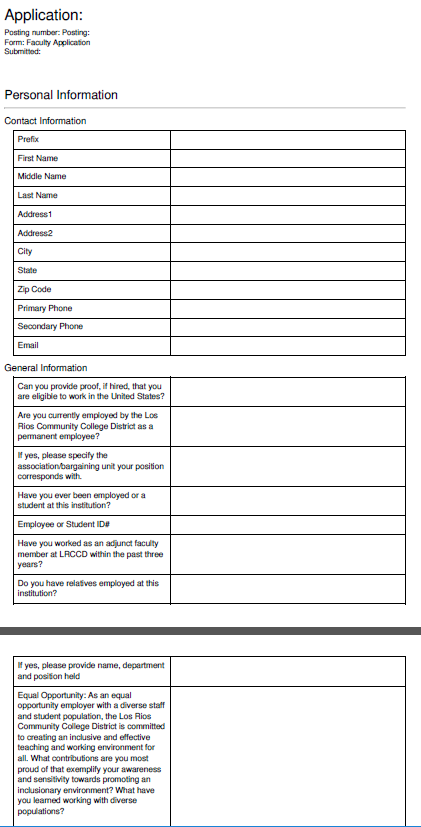 Application:
Posting number: Posting:
Form: Faculty Application
Submitted:
Personal Information
Contact Information
Prefix
First Name
Middle Name
Last Name
Address1
Address2
City
State
Zip Code
Primary Phone
Secondary Phone
Email
General Information
Can you provide proof, if hired, that you
are eligible to work in the United States?
Are you currently employed by the Los
Rios Community College District as a
permanent employee?
If yes, please specify the
association/bargaining unit your position
corresponds with.
Have you ever been employed or a
student at this institution?
Employee or Student ID#
Have you worked as an adjunct faculty
member at LRCCD within the past three
years?
Do you have relatives employed at this
institution?
If yes, please provide name, department
and position held
Equal Opportunity: As an equal
opportunity employer with a diverse staff
and student population, the Los Rios
Community College District is committed
to creating an inclusive and effective
teaching and working environment for
all. What contributions are you most
proud of that exemplify your awareness
and sensitivity towards promoting an
inclusionary environment? What have
you learned working with diverse
populations?